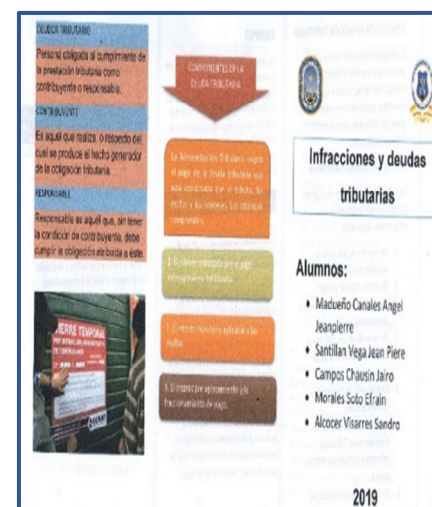 DEUDOR TRIBUTARIO
Persona obligada al cumplimiento de
la prestación tributaria como
contribuyente o responsable.
CONTRIBUYENTE
Es aquél que realiza, o respecto del
cual se produce el hecho generador
de la obligación tributaria.
RESPONSABLE
Responsable es aquél que, sin tener
la condición de contribuyente, debe
cumplir la obligación atribuida a éste.
CIERRE TEMPORAL
COMPONENTES DE LA
DEUDA TRIBUTARIA
La Administración Tributaria exigirá
el pago de la deuda tributaria que
está constituida por el tributo, las
multas y los intereses. Los intereses
comprenden:
1. El interés moratorio por el pago
extemporáneo del tributo.
2. El interés moratorio aplicable a las
multas.
3. El interés por aplazamiento y/o
fraccionamiento de pago.
Infracciones y deudas
tributarias
Alumnos:
• Madueño Canales Angel
Jeanpierre
• Santillan Vega Jean Piere
• Campos Chausin Jairo
• Morales Soto Efrain
• Alcocer Visarres Sandro
2019